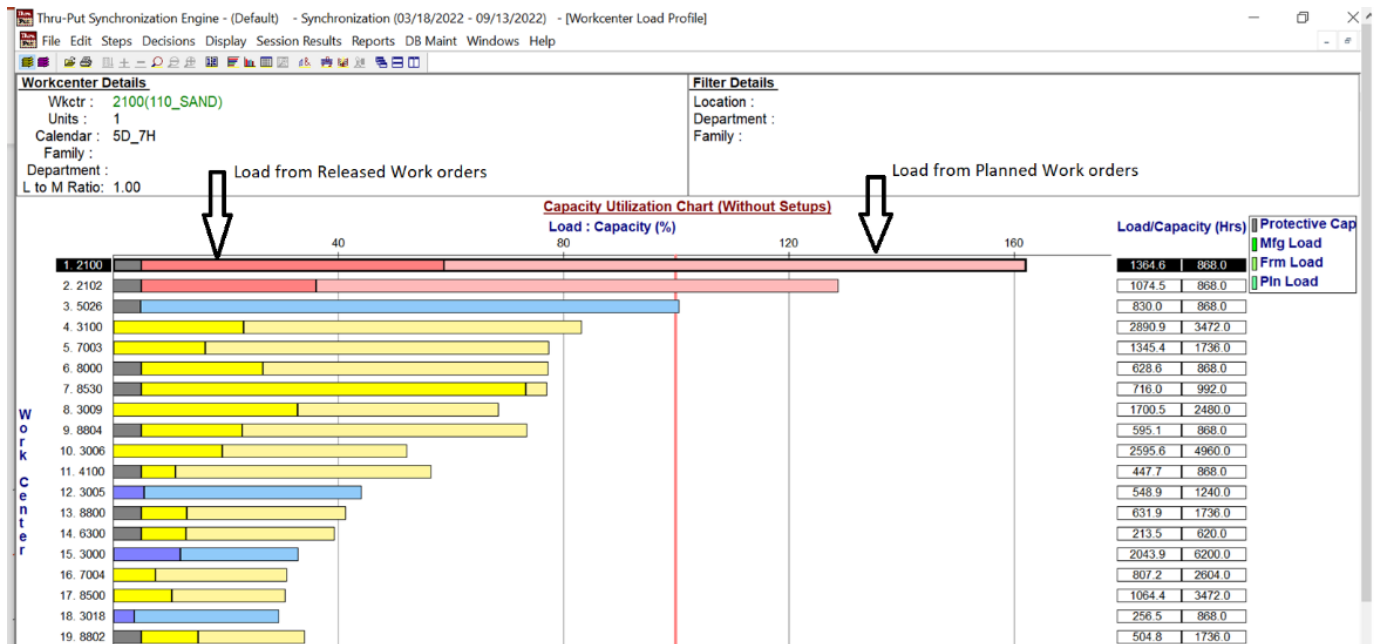 Thru-Put Synchronization Engine - (Default) - Synchronization (03/18/2022 - 09/13/2022) - [Workcenter Load Profile]
File Edit Steps Decisions Display Session Results Reports DB Maint Windows Help
Workcenter Details
Wkctr : 2100(110_SAND)
Units : 1
Calendar : 5D_7H
Family :
Department :
L to M Ratio: 1.00
Filter Details
Location :
Department :
Family :
Load from Released Work orders
Load from Planned Work orders
Capacity Utilization Chart (Without Setups)
Load : Capacity (%)
Load/Capacity (Hrs)
40 80 120 160
Protective Cap
Mfg Load
Frm Load
Pln Load
Work Center
1. 2100 1364.6 868.0
2. 2102 1074.5 868.0
3. 5026 830.0 868.0
4. 3100 2890.9 3472.0
5. 7003 1345.4 1736.0
6. 8000 628.6 868.0
7. 8530 716.0 992.0
8. 3009 1700.5 2480.0
9. 8804 595.1 868.0
10. 3006 2595.6 4960.0
11. 4100 447.7 868.0
12. 3005 548.9 1240.0
13. 8800 631.9 1736.0
14. 6300 213.5 620.0
15. 3000 2043.9 6200.0
16. 7004 807.2 2604.0
17. 8500 1064.4 3472.0
18. 3018 256.5 868.0
19. 8802 504.8 1736.0